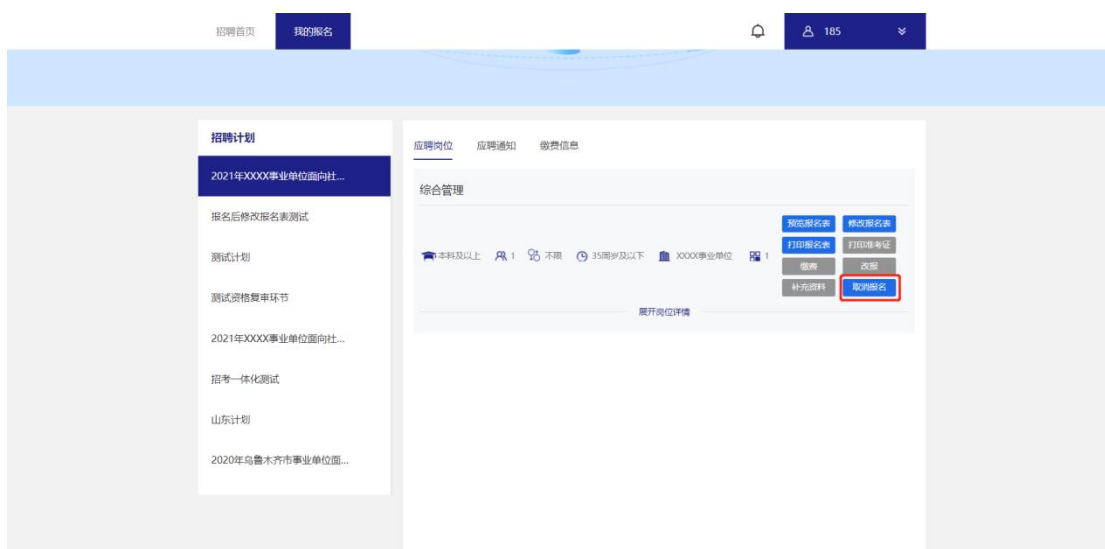 招聘首页 我的报名 185
招聘计划
2021年XXXX事业单位面向社...
报名后修改报名表测试
测试计划
测试资格复审环节
2021年XXXX事业单位面向社...
招考一体化测试
山东计划
2020年乌鲁木齐市事业单位面...
应聘岗位 应聘通知 缴费信息
综合管理
本科及以上 1 不限 35周岁及以下 XXXX事业单位 1
预览报名表 修改报名表
打印报名表 打印准考证
缴费 改报
补充资料 取消报名
展开岗位详情